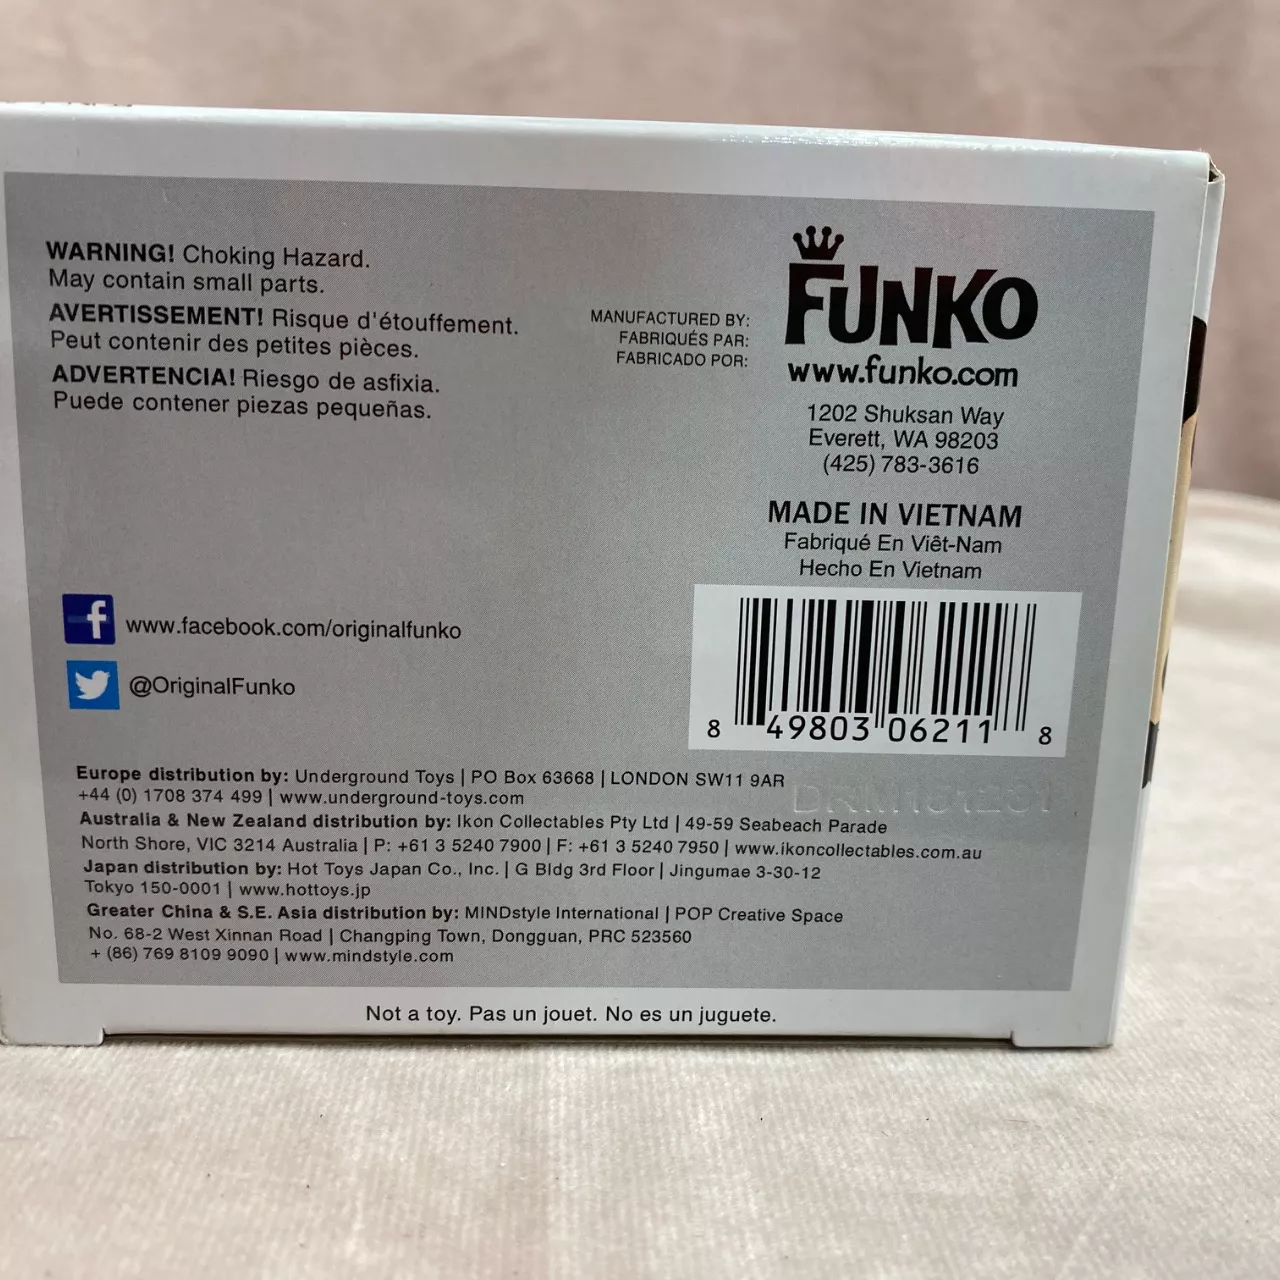 WARNING! Choking Hazard.
May contain small parts.
AVERTISSEMENT! Risque d'étouffement.
Peut contenir des petites pièces.
ADVERTENCIA! Riesgo de asfixia.
Puede contener piezas pequeñas.
MANUFACTURED BY:
FABRIQUÉS PAR:
FABRICADO POR:
FUNKO
www.funko.com
1202 Shuksan Way
Everett, WA 98203
(425) 783-3616
MADE IN VIETNAM
Fabriqué En Viêt-Nam
Hecho En Vietnam
f www.facebook.com/originalfunko
@OriginalFunko
8 49803 06211 8
Europe distribution by: Underground Toys | PO Box 63668 | LONDON SW11 9AR
+44 (0) 1708 374 499 | www.underground-toys.com
Australia & New Zealand distribution by: Ikon Collectables Pty Ltd | 49-59 Seabeach Parade
North Shore, VIC 3214 Australia | P: +61 3 5240 7900 | F: +61 3 5240 7950 | www.ikoncollectables.com.au
Japan distribution by: Hot Toys Japan Co., Inc. | G Bldg 3rd Floor | Jingumae 3-30-12
Tokyo 150-0001 | www.hottoys.jp
Greater China & S.E. Asia distribution by: MINDstyle International | POP Creative Space
No. 68-2 West Xinnan Road | Changping Town, Dongguan, PRC 523560
+ (86) 769 8109 9090 | www.mindstyle.com
Not a toy. Pas un jouet. No es un juguete.